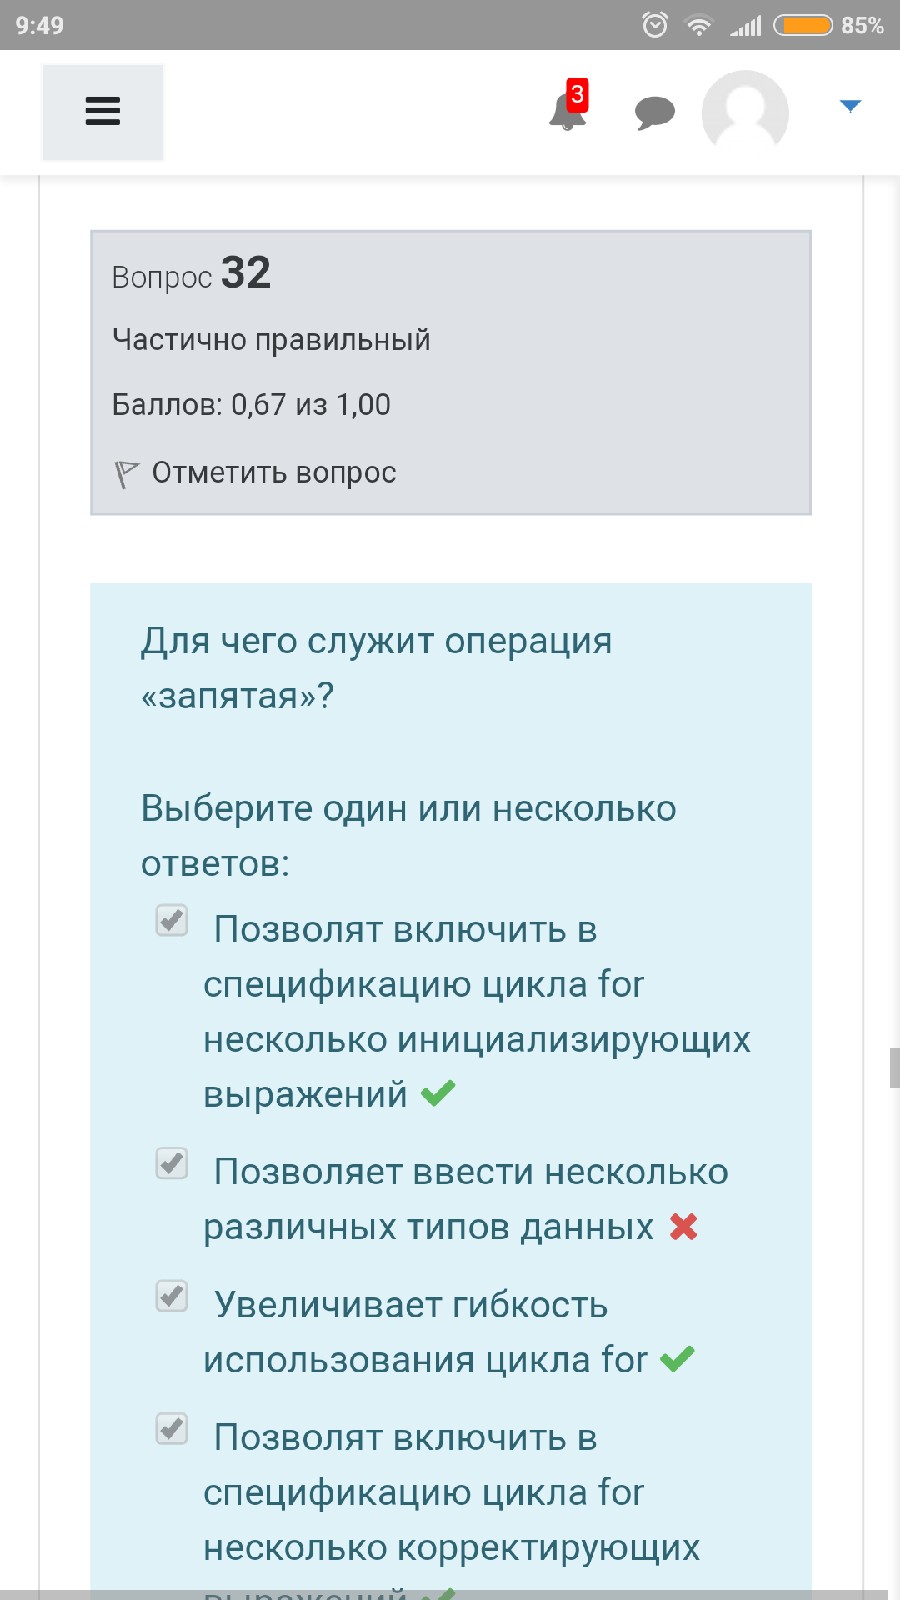 9:49
85%
3
Вопрос 32
Частично правильный
Баллов: 0,67 из 1,00
Отметить вопрос
Для чего служит операция
«запятая»?
Выберите один или несколько
ответов:
Позволят включить в
спецификацию цикла for
несколько инициализирующих
выражений
Позволяет ввести несколько
различных типов данных
Увеличивает гибкость
использования цикла for
Позволят включить в
спецификацию цикла for
несколько корректирующих
выражений